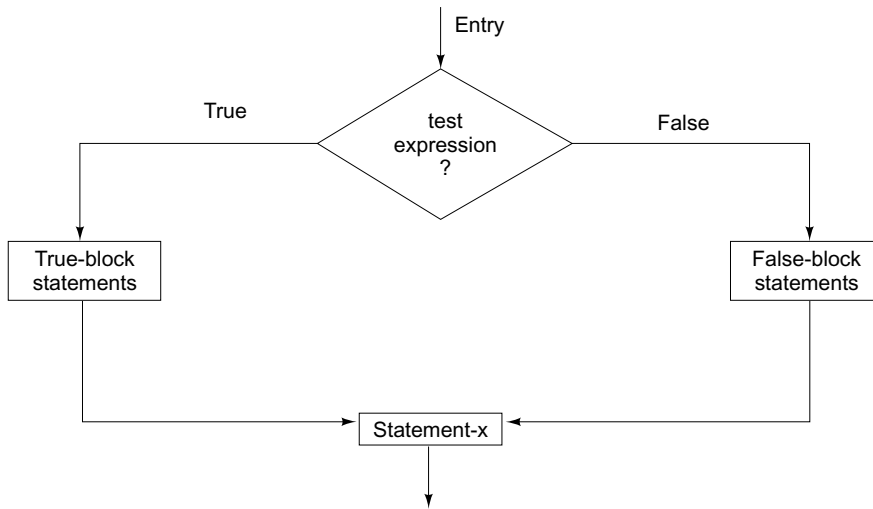 Entry
True
test
expression
?
False
True-block
statements
False-block
statements
Statement-x